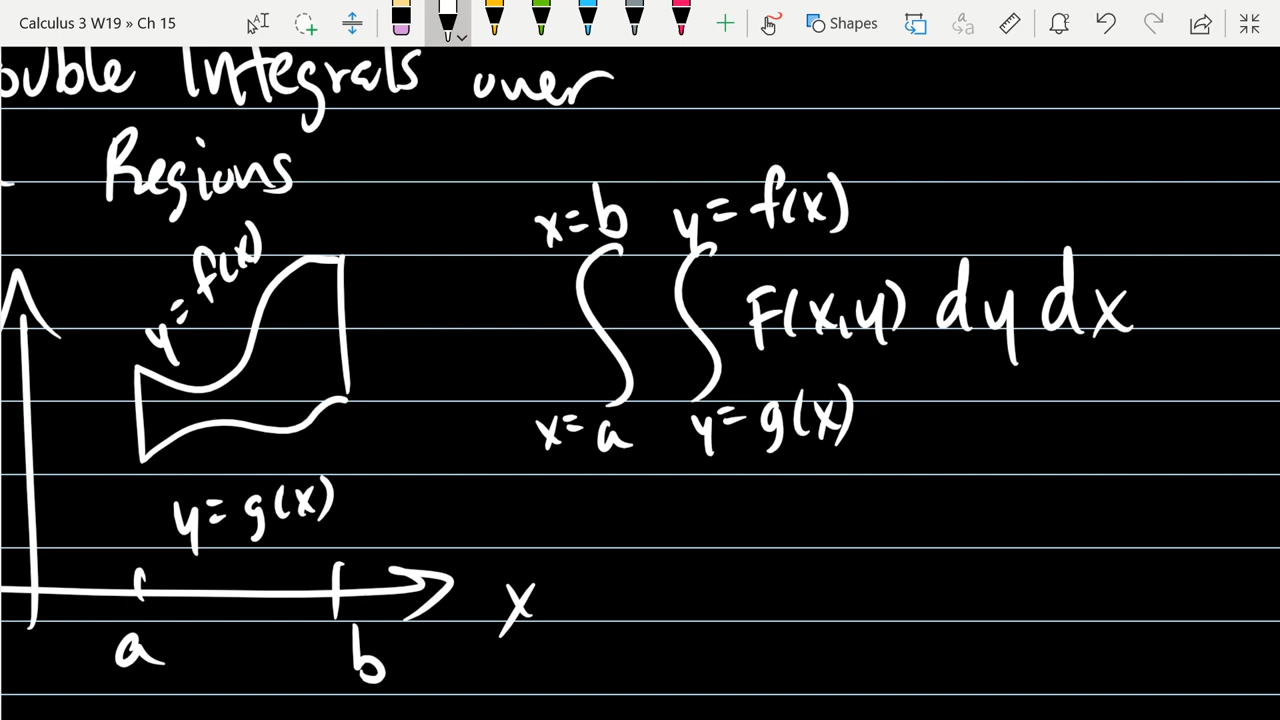 Calculus 3 W19 » Ch 15
Shapes
ouble Integrals over
Regions
y = f(x)
y = g(x)
a
b
x
x = b y = f(x)
∫ ∫ F(x,y) dy dx
x = a y = g(x)